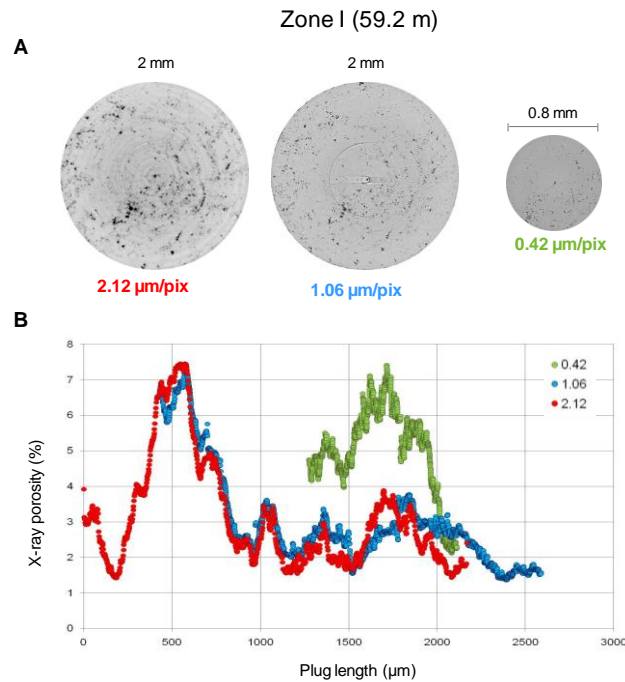 Zone I (59.2 m)
A
2 mm
2 mm
0.8 mm
2.12 µm/pix
1.06 µm/pix
0.42 µm/pix
B
8
7
6
5
4
3
2
1
0
X-ray porosity (%)
0.42
1.06
2.12
0
500
1000
1500
2000
2500
3000
Plug length (µm)